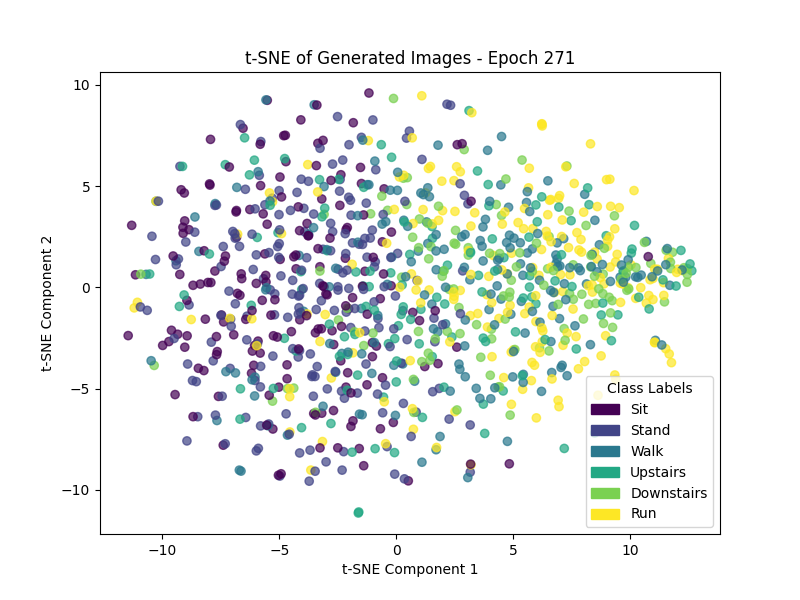 t-SNE of Generated Images - Epoch 271
10
5
0
−5
−10
t-SNE Component 2
−10
−5
0
5
10
t-SNE Component 1
Class Labels
Sit
Stand
Walk
Upstairs
Downstairs
Run